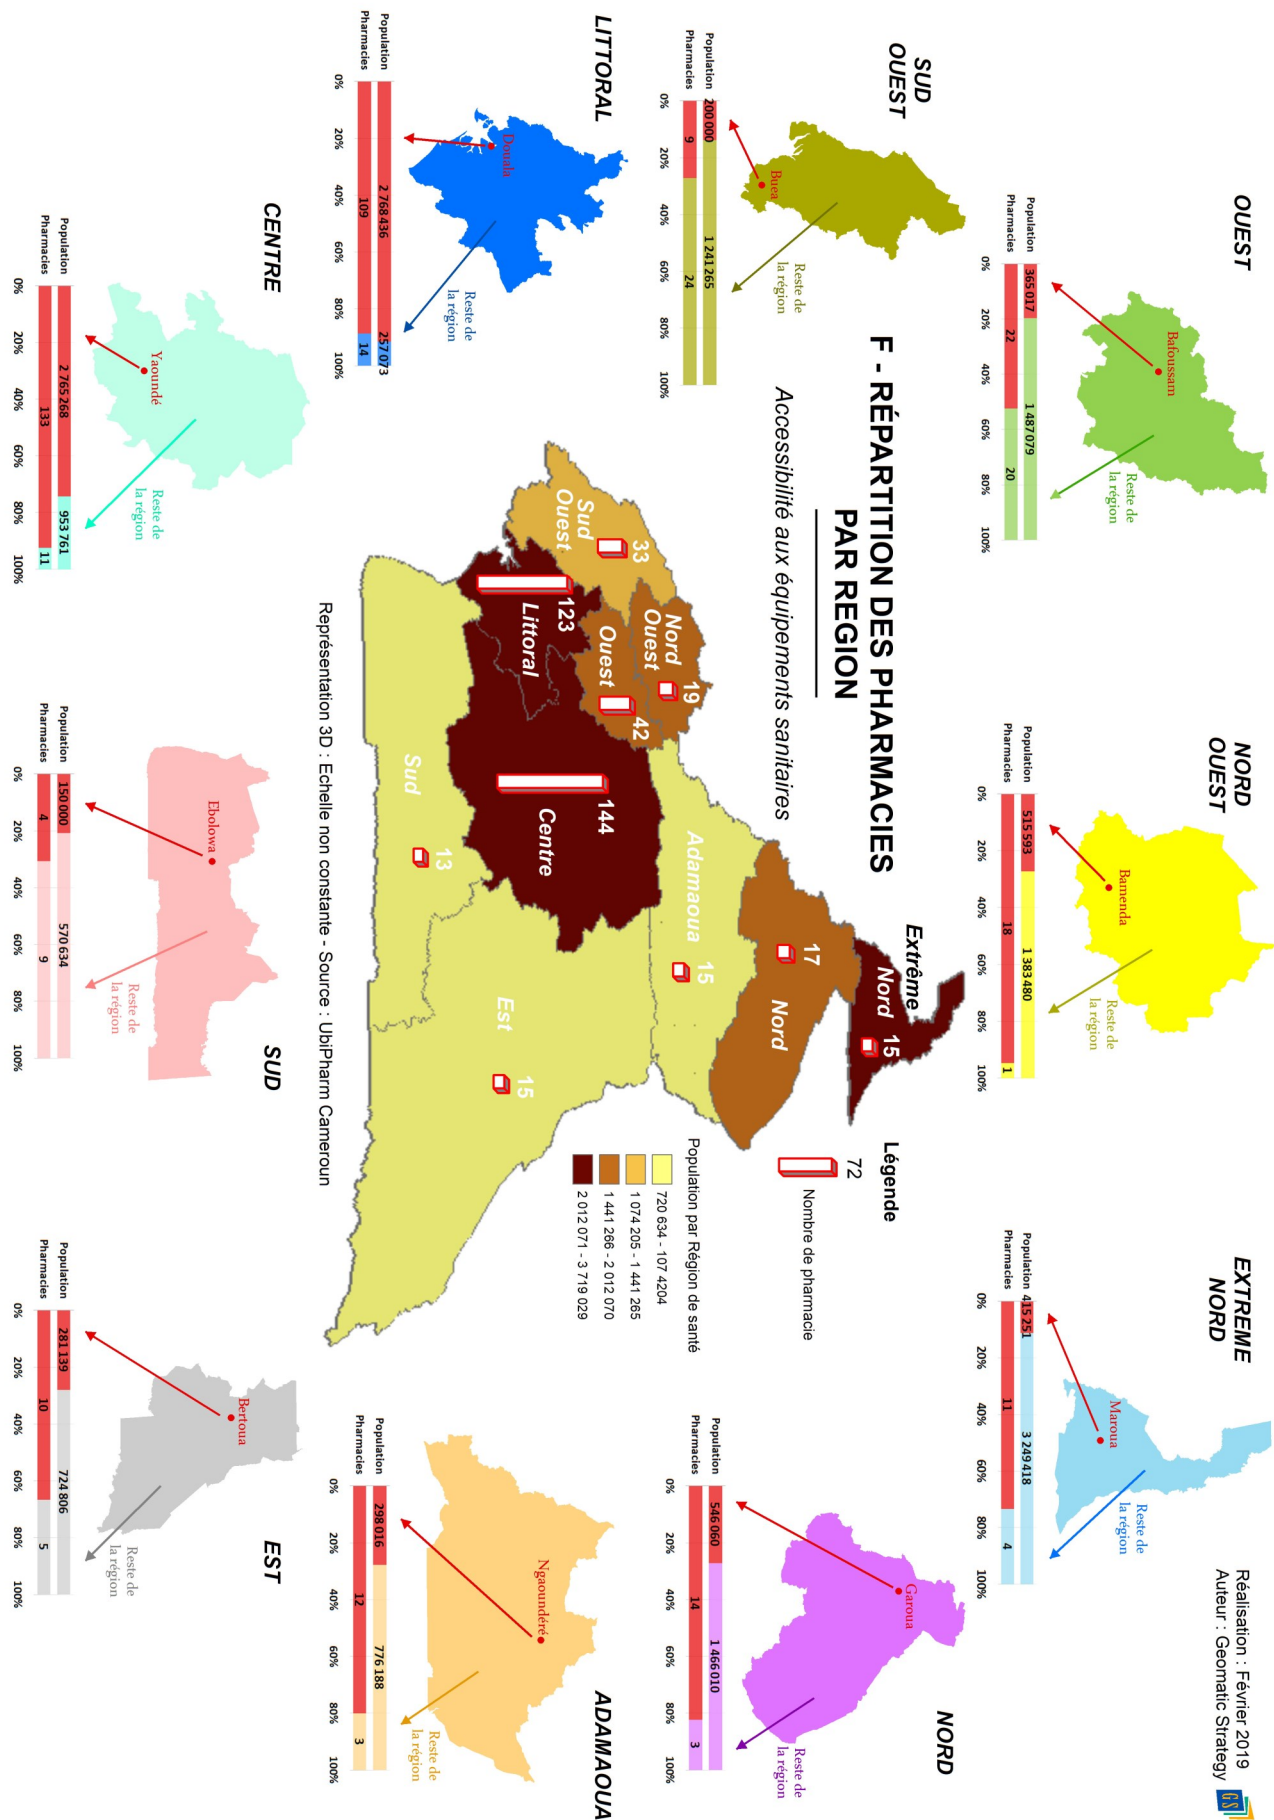 F - RÉPARTITION DES PHARMACIES
PAR REGION
Accessibilité aux équipements sanitaires
Réalisation : Février 2019
Auteur : Geomatic Strategy
GS
OUEST
Bafoussam
Reste de
la région
Population
365 017
1 487 079
Pharmacies
22
20
0%
20%
40%
60%
80%
100%
NORD
OUEST
Bamenda
Reste de
la région
Population
515 593
1 383 480
Pharmacies
18
1
0%
20%
40%
60%
80%
100%
EXTREME
NORD
Maroua
Reste de
la région
Population
415 251
3 249 418
Pharmacies
11
4
0%
20%
40%
60%
80%
100%
SUD
OUEST
Buea
Reste de
la région
Population
200 000
1 241 265
Pharmacies
9
24
0%
20%
40%
60%
80%
100%
NORD
Garoua
Reste de
la région
Population
546 060
1 466 010
Pharmacies
14
3
0%
20%
40%
60%
80%
100%
LITTORAL
Douala
Reste de
la région
Population
2 768 436
257 073
Pharmacies
109
14
0%
20%
40%
60%
80%
100%
ADAMAOUA
Ngaoundéré
Reste de
la région
Population
298 016
776 188
Pharmacies
12
3
0%
20%
40%
60%
80%
100%
CENTRE
Yaoundé
Reste de
la région
Population
2 765 268
953 761
Pharmacies
133
11
0%
20%
40%
60%
80%
100%
SUD
Ebolowa
Reste de
la région
Population
150 000
570 634
Pharmacies
4
9
0%
20%
40%
60%
80%
100%
EST
Bertoua
Reste de
la région
Population
281 139
724 806
Pharmacies
10
5
0%
20%
40%
60%
80%
100%
Extrême
Nord
15
Nord
17
Adamaoua
15
Nord
Ouest
19
Ouest
42
Sud
Ouest
33
Littoral
123
Centre
144
Sud
13
Est
15
Légende
72
Nombre de pharmacie
Population par Région de santé
720 634 - 107 4204
1 074 205 - 1 441 265
1 441 266 - 2 012 070
2 012 071 - 3 719 029
Représentation 3D : Echelle non constante - Source : UbiPharm Cameroun